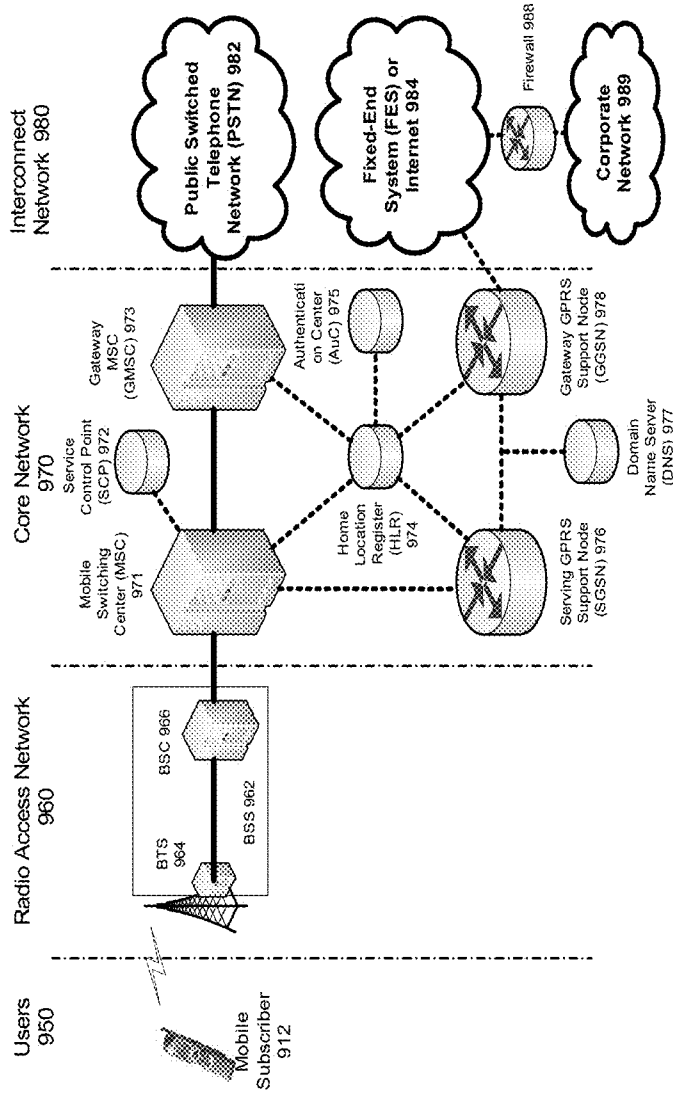 Users
950
Radio Access Network
960
Core Network
970
Interconnect
Network 980
Mobile
Subscriber
912
BTS
964
BSC 966
BSS 962
Mobile
Switching
Center (MSC)
971
Service
Control Point
(SCP) 972
Gateway
MSC
(GMSC) 973
Home
Location
Register
(HLR)
974
Authenticati
on Center
(AuC) 975
Serving GPRS
Support Node
(SGSN) 976
Domain
Name Server
(DNS) 977
Gateway GPRS
Support Node
(GGSN) 978
Public Switched
Telephone
Network (PSTN) 982
Fixed-End
System (FES) or
Internet 984
Firewall 988
Corporate
Network 989